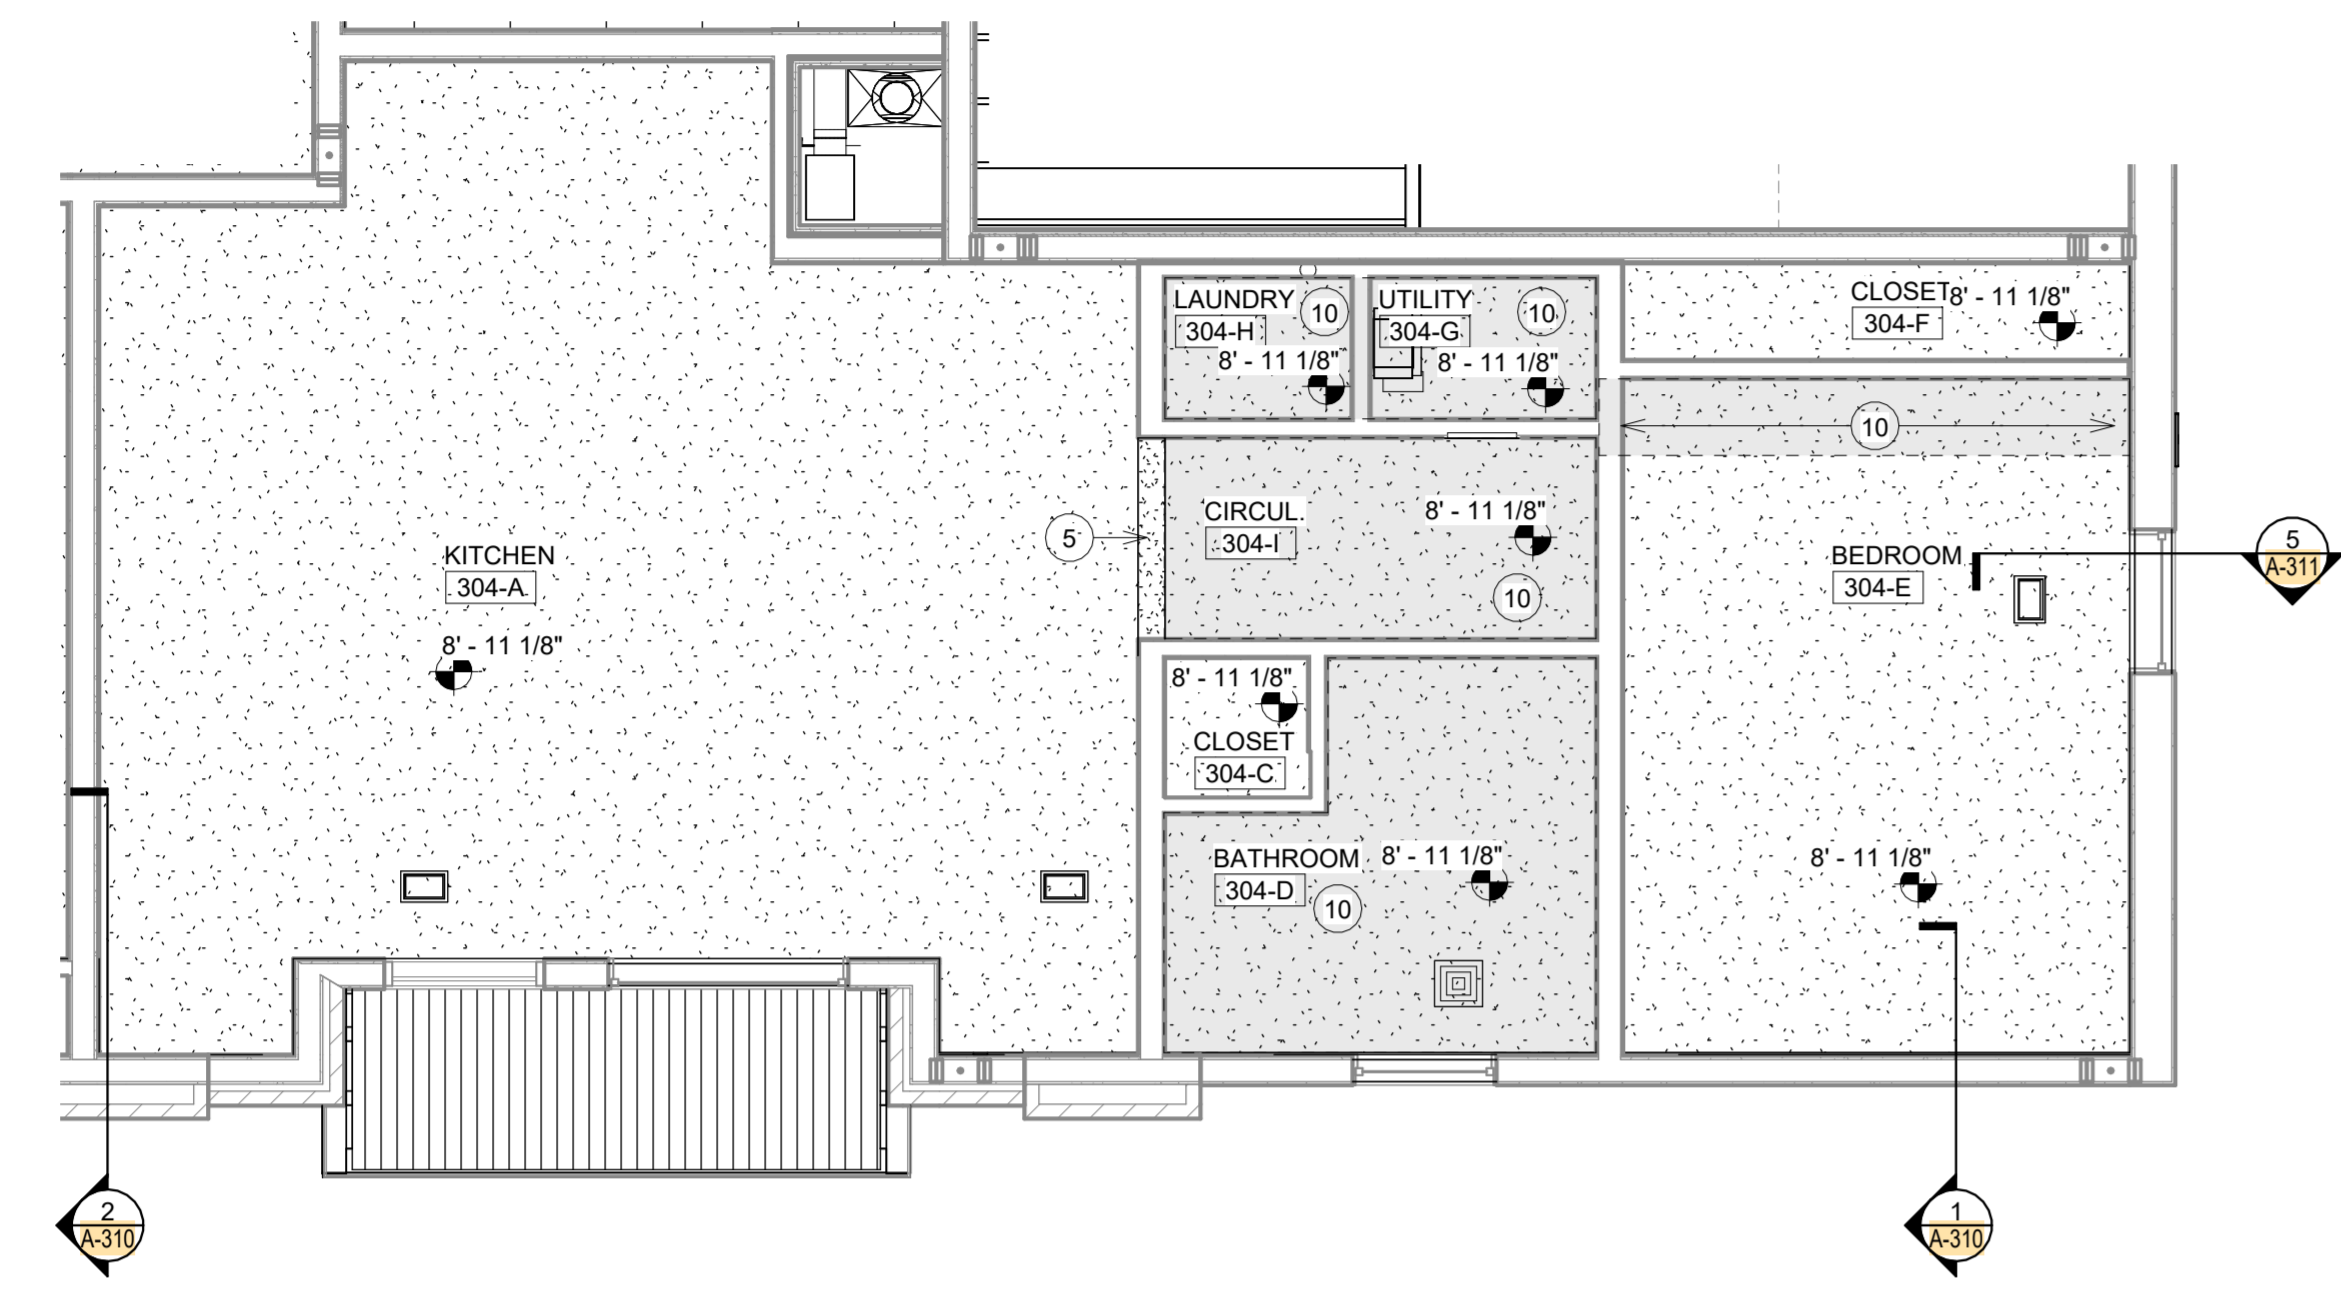 LAUNDRY
10
304-H
8' - 11 1/8"
UTILITY
10
304-G
8' - 11 1/8"
CLOSET
8' - 11 1/8"
304-F
10
CIRCUL.
304-I
8' - 11 1/8"
10
5
KITCHEN
304-A
8' - 11 1/8"
BEDROOM
304-E
5
A-311
8' - 11 1/8"
CLOSET
304-C
BATHROOM
304-D
8' - 11 1/8"
10
8' - 11 1/8"
2
A-310
1
A-310